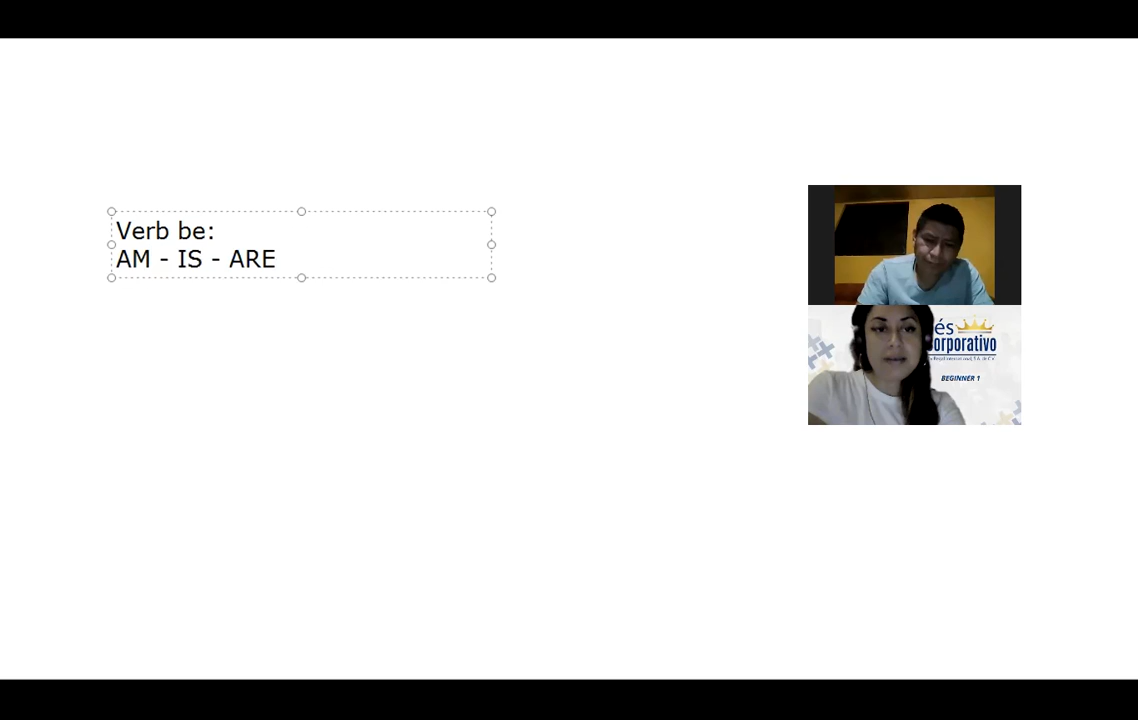 Verb be:
AM - IS - ARE
és
orporativo
BEGINNER 1